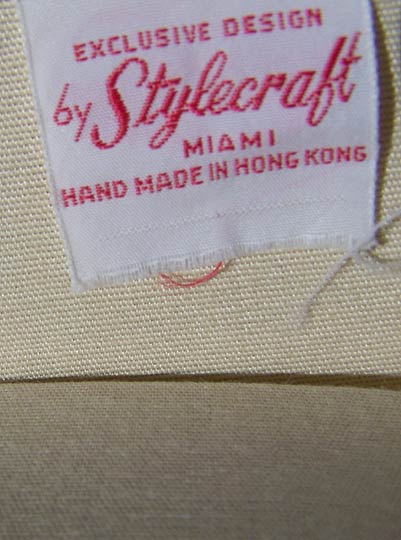 EXCLUSIVE DESIGN
by Stylecraft
MIAMI
HAND MADE IN HONG KONG